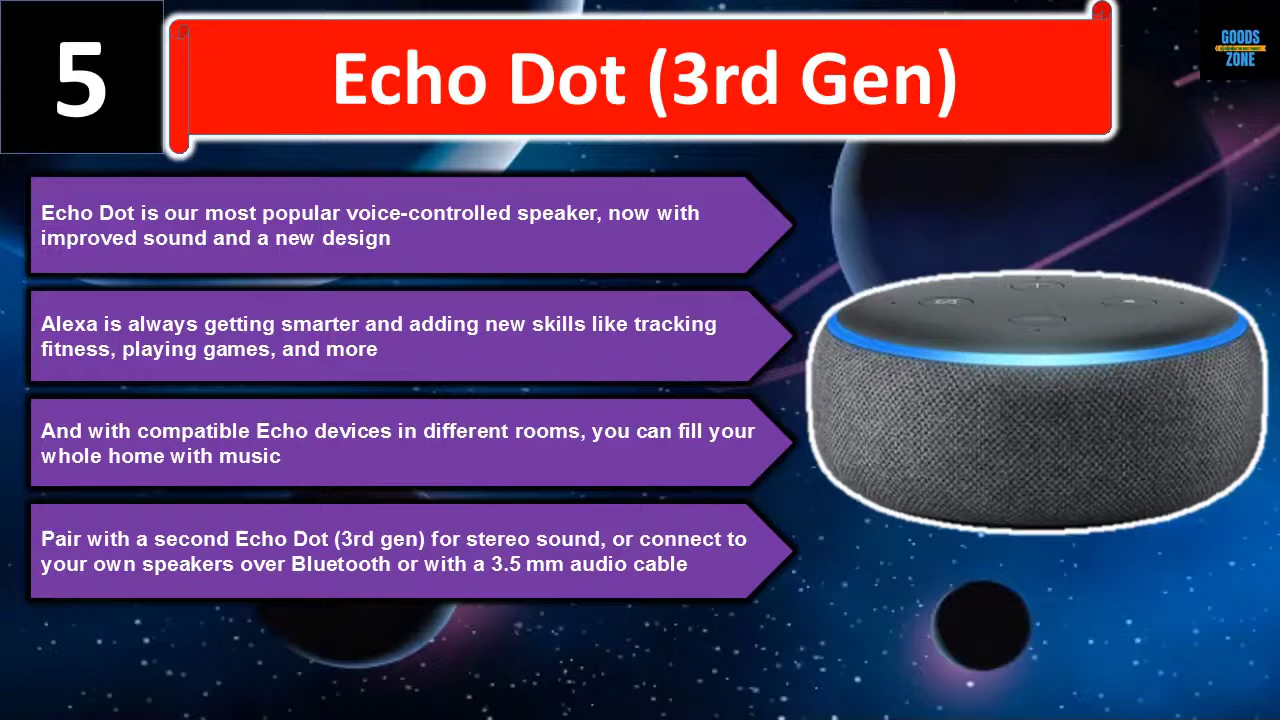 5
Echo Dot (3rd Gen)
GOODS
ZONE
Echo Dot is our most popular voice-controlled speaker, now with
improved sound and a new design
Alexa is always getting smarter and adding new skills like tracking
fitness, playing games, and more
And with compatible Echo devices in different rooms, you can fill your
whole home with music
Pair with a second Echo Dot (3rd gen) for stereo sound, or connect to
your own speakers over Bluetooth or with a 3.5 mm audio cable